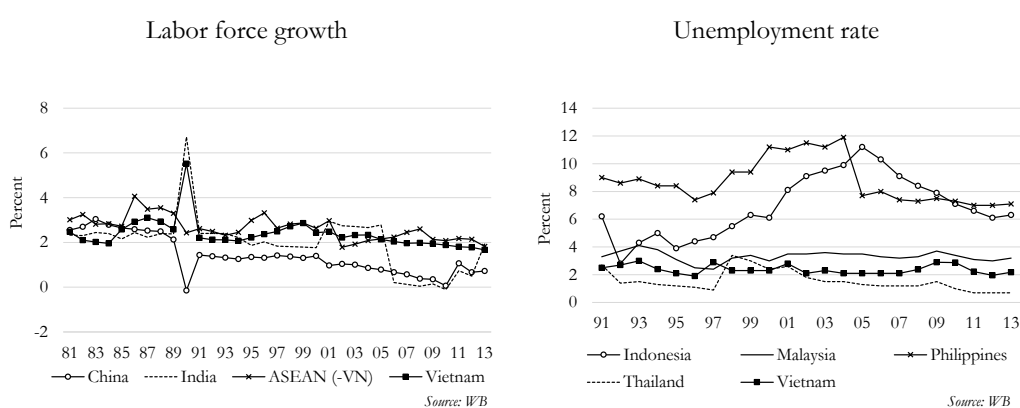 Labor force growth
8
6
4
2
0
-2
Percent
81 83 85 87 89 91 93 95 97 99 01 03 05 07 09 11 13
China India ASEAN (-VN) Vietnam
Source: WB
Unemployment rate
14
12
10
8
6
4
2
0
Percent
91 93 95 97 99 01 03 05 07 09 11 13
Indonesia Malaysia Philippines
Thailand Vietnam
Source: WB